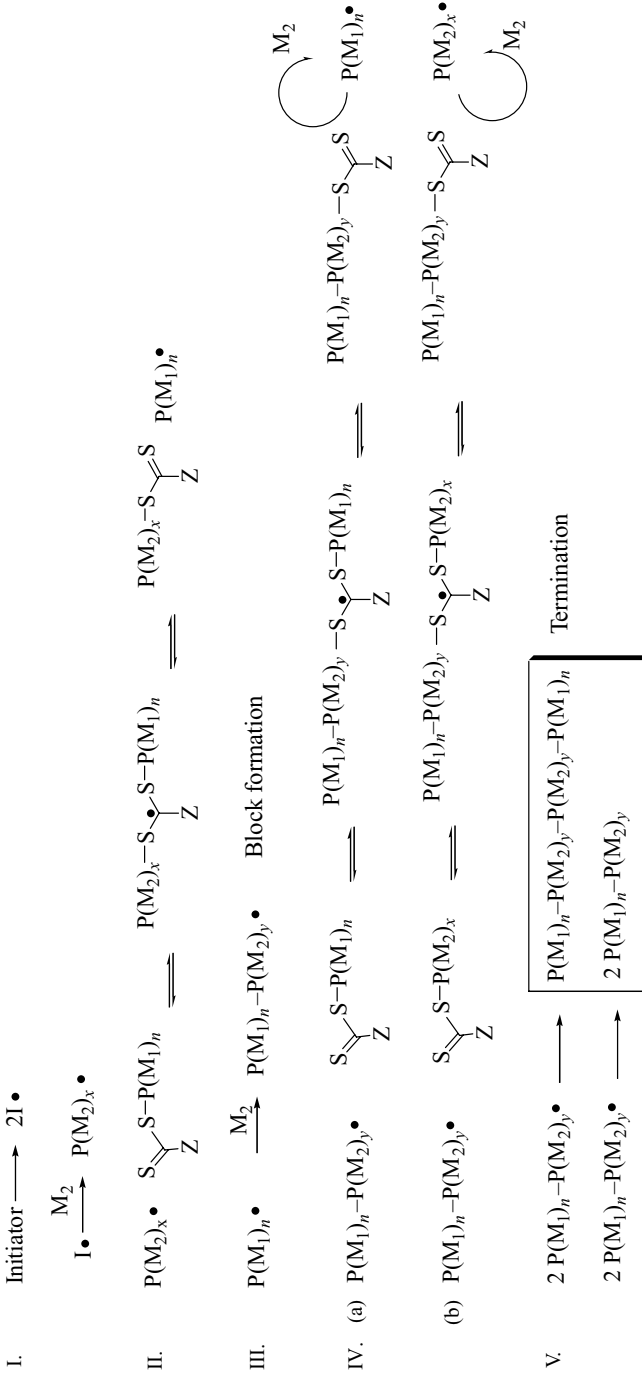 I. Initiator ⟶ 2I•
I• M₂ ⟶ P(M₂)ₓ•
II. P(M₂)ₓ• S S–P(M₁)ₙ Z ⇌ P(M₂)ₓ–S • S–P(M₁)ₙ Z ⇌ P(M₂)ₓ–S S Z P(M₁)ₙ•
III. P(M₁)ₙ• M₂ ⟶ P(M₁)ₙ–P(M₂)ᵧ• Block formation
IV. (a) P(M₁)ₙ–P(M₂)ᵧ• S S–P(M₁)ₙ Z ⇌ P(M₁)ₙ–P(M₂)ᵧ –S • S–P(M₁)ₙ Z ⇌ P(M₁)ₙ–P(M₂)ᵧ –S S Z P(M₁)ₙ• M₂
(b) P(M₁)ₙ–P(M₂)ᵧ• S S–P(M₂)ₓ Z ⇌ P(M₁)ₙ–P(M₂)ᵧ –S • S–P(M₂)ₓ Z ⇌ P(M₁)ₙ–P(M₂)ᵧ –S S Z P(M₂)ₓ• M₂
V. 2 P(M₁)ₙ–P(M₂)ᵧ• ⟶ P(M₁)ₙ–P(M₂)ᵧ–P(M₂)ᵧ–P(M₁)ₙ Termination
2 P(M₁)ₙ–P(M₂)ᵧ• ⟶ 2 P(M₁)ₙ–P(M₂)ᵧ